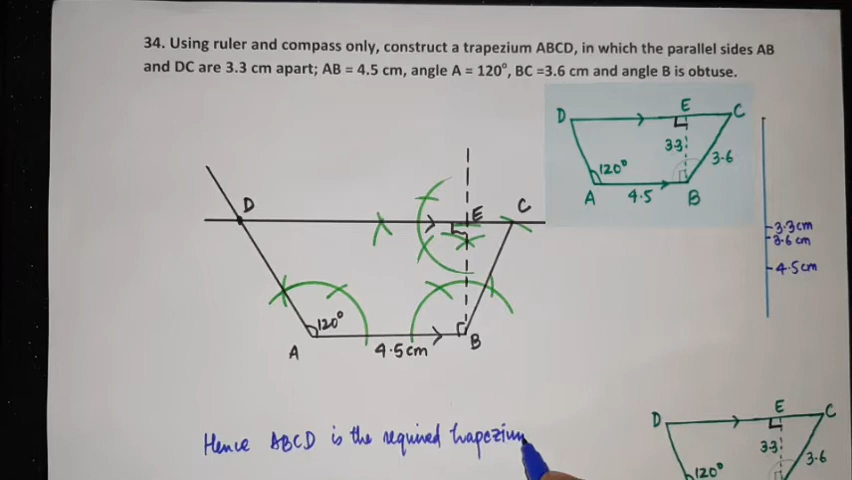 34. Using ruler and compass only, construct a trapezium ABCD, in which the parallel sides AB
and DC are 3.3 cm apart; AB = 4.5 cm, angle A = 120°, BC =3.6 cm and angle B is obtuse.
D E C
3.3
3.6
120°
A 4.5 B
3.3cm
3.6cm
4.5cm
D E C
120°
A 4.5cm B
Hence ABCD is the required trapezium
D E C
3.3
3.6
120°